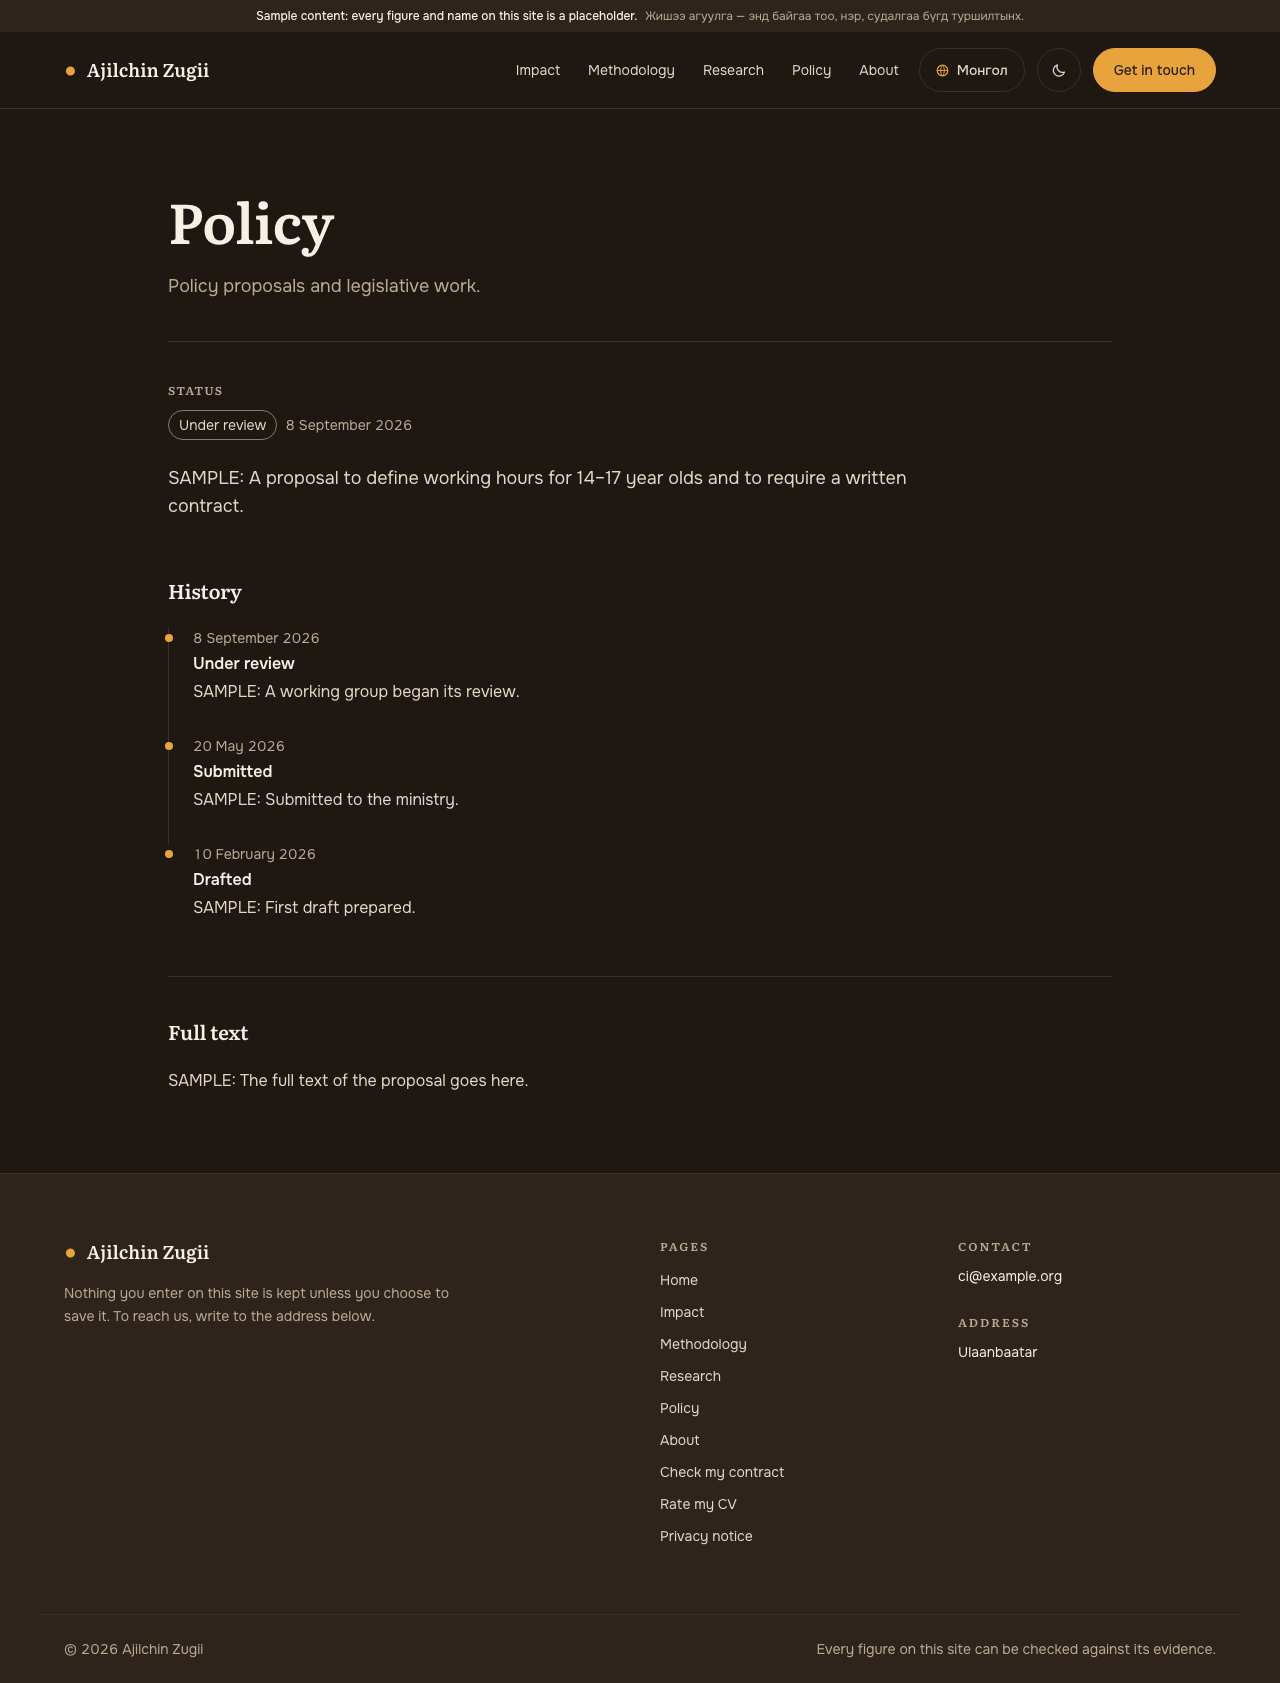 Sample content: every figure and name on this site is a placeholder. Жишээ агуулга — энд байгаа тоо, нэр, судалгаа бүгд туршилтынх.
Ajilchin Zugii
Impact
Methodology
Research
Policy
About
Монгол
Get in touch
Policy
Policy proposals and legislative work.
STATUS
Under review 8 September 2026
SAMPLE: A proposal to define working hours for 14–17 year olds and to require a written
contract.
History
8 September 2026
Under review
SAMPLE: A working group began its review.
20 May 2026
Submitted
SAMPLE: Submitted to the ministry.
10 February 2026
Drafted
SAMPLE: First draft prepared.
Full text
SAMPLE: The full text of the proposal goes here.
Ajilchin Zugii
Nothing you enter on this site is kept unless you choose to
save it. To reach us, write to the address below.
PAGES
Home
Impact
Methodology
Research
Policy
About
Check my contract
Rate my CV
Privacy notice
CONTACT
ci@example.org
ADDRESS
Ulaanbaatar
© 2026 Ajilchin Zugii
Every figure on this site can be checked against its evidence.